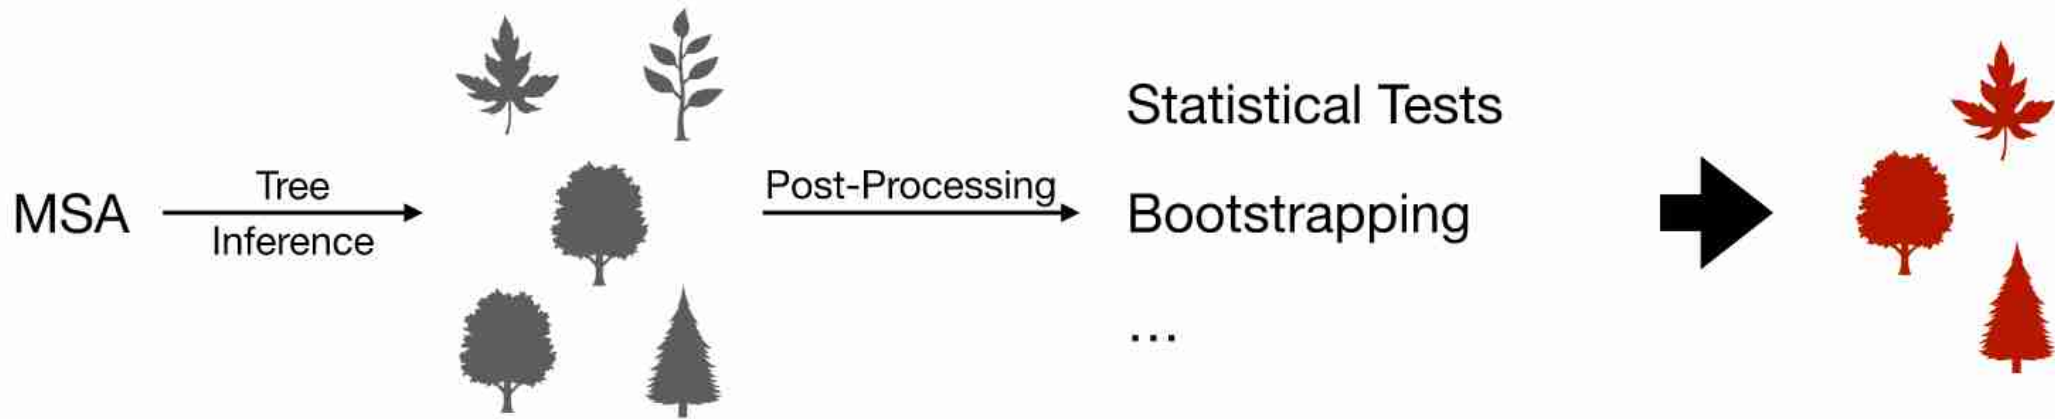 MSA
Tree
Inference
Post-Processing
Statistical Tests
Bootstrapping
...